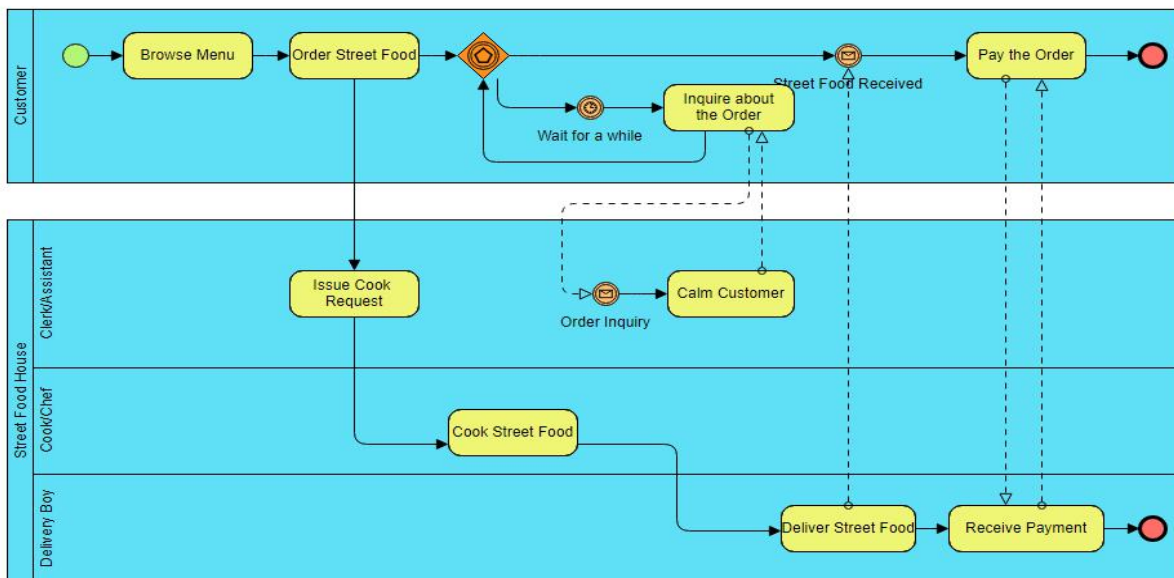 Customer
Browse Menu
Order Street Food
Street Food Received
Pay the Order
Wait for a while
Inquire about
the Order
Street Food House
Clerk/Assistant
Issue Cook
Request
Order Inquiry
Calm Customer
Cook/Chef
Cook Street Food
Delivery Boy
Deliver Street Food
Receive Payment